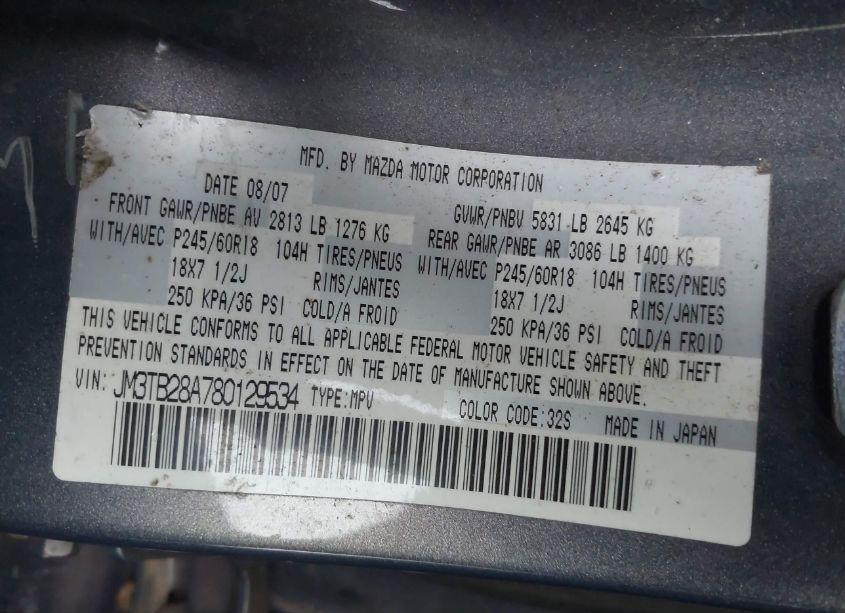 MFD. BY MAZDA MOTOR CORPORATION
DATE 08/07
GVWR/PNBV 5831 LB 2645 KG
FRONT GAWR/PNBE AV 2813 LB 1276 KG
REAR GAWR/PNBE AR 3086 LB 1400 KG
WITH/AVEC P245/60R18 104H TIRES/PNEUS
WITH/AVEC P245/60R18 104H TIRES/PNEUS
18X7 1/2J RIMS/JANTES
18X7 1/2J RIMS/JANTES
250 KPA/36 PSI COLD/A FROID
250 KPA/36 PSI COLD/A FROID
THIS VEHICLE CONFORMS TO ALL APPLICABLE FEDERAL MOTOR VEHICLE SAFETY AND THEFT
PREVENTION STANDARDS IN EFFECT ON THE DATE OF MANUFACTURE SHOWN ABOVE.
VIN: JM3TB28A780129534 TYPE:MPV COLOR CODE:32S MADE IN JAPAN